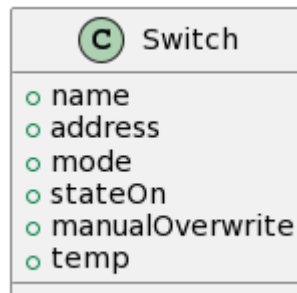 C Switch
name
address
mode
stateOn
manualOverwrite
temp